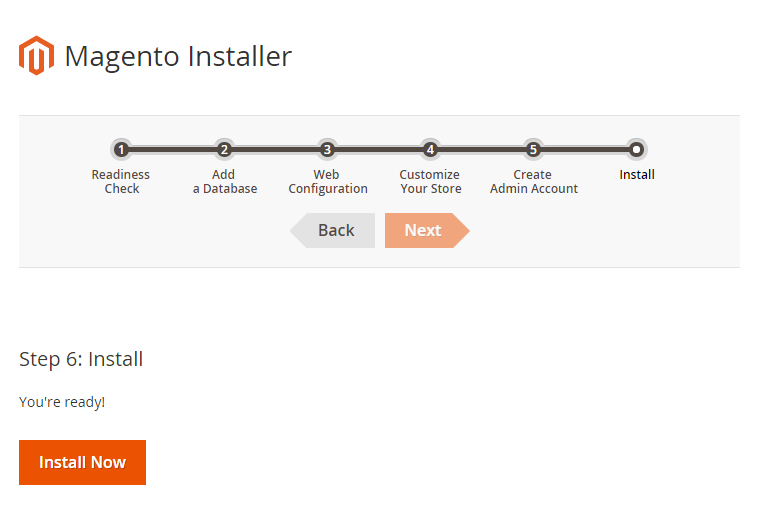 Magento Installer
1 2 3 4 5
Readiness Check
Add a Database
Web Configuration
Customize Your Store
Create Admin Account
Install
Back
Next
Step 6: Install
You're ready!
Install Now